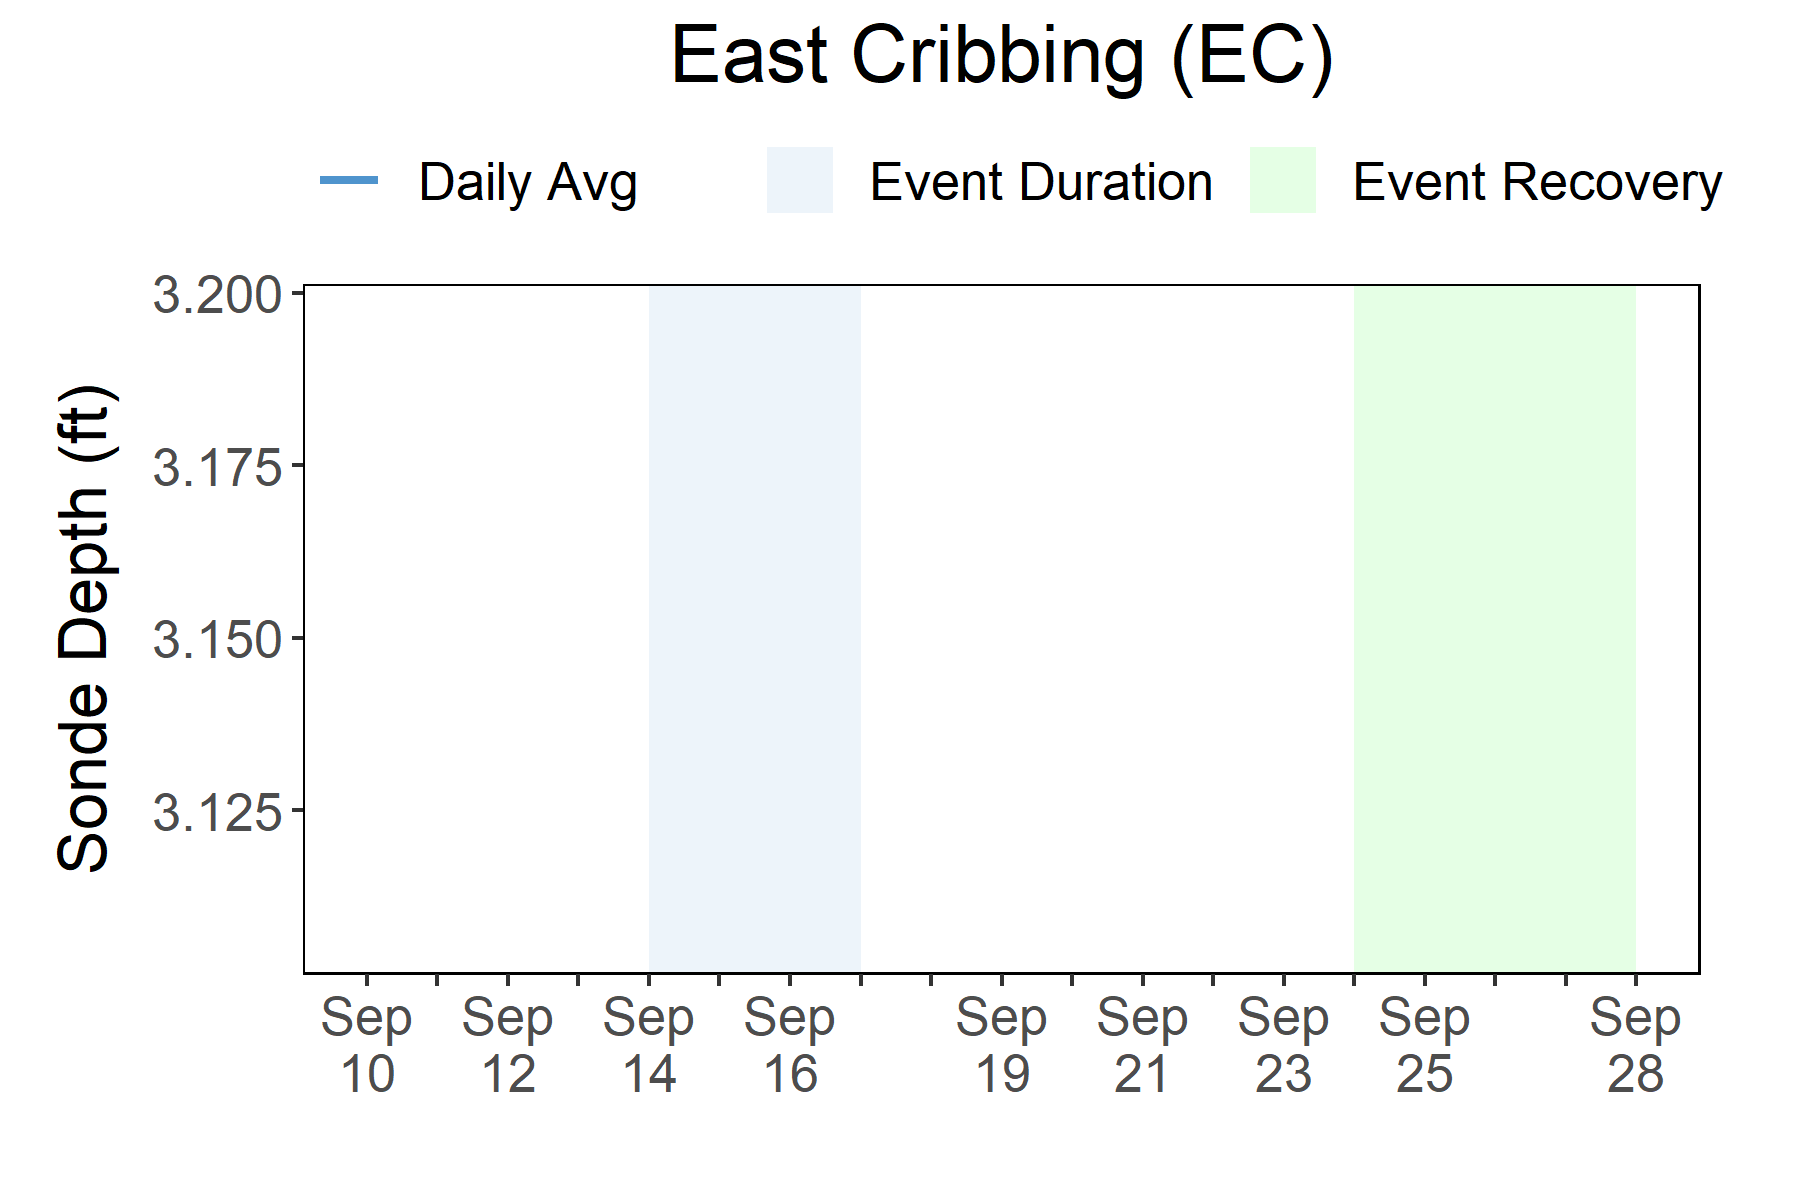 East Cribbing (EC)
Daily Avg Event Duration Event Recovery
Sonde Depth (ft)
3.200
3.175
3.150
3.125
Sep Sep Sep Sep Sep Sep Sep Sep Sep
10 12 14 16 19 21 23 25 28